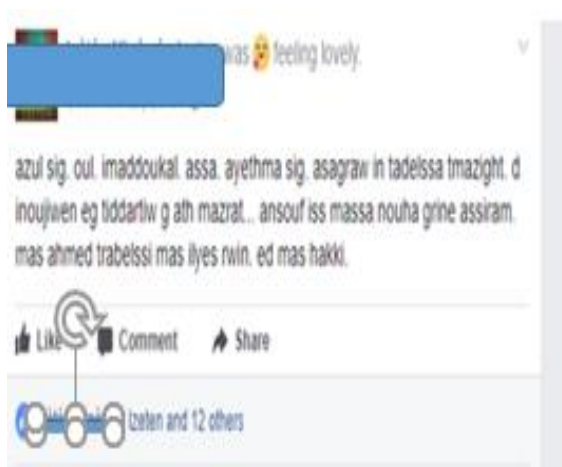 was feeling lovely.
azul sig. oul. imaddoukal. assa. ayethma sig. asagraw in tadelssa tmazight. d
inoujiwen eg tiddartiw g ath mazrat... ansouf iss massa nouha grine assiram.
mas ahmed trabelssi mas ilyes rwin. ed mas hakki.
Like Comment Share
Izeten and 12 others